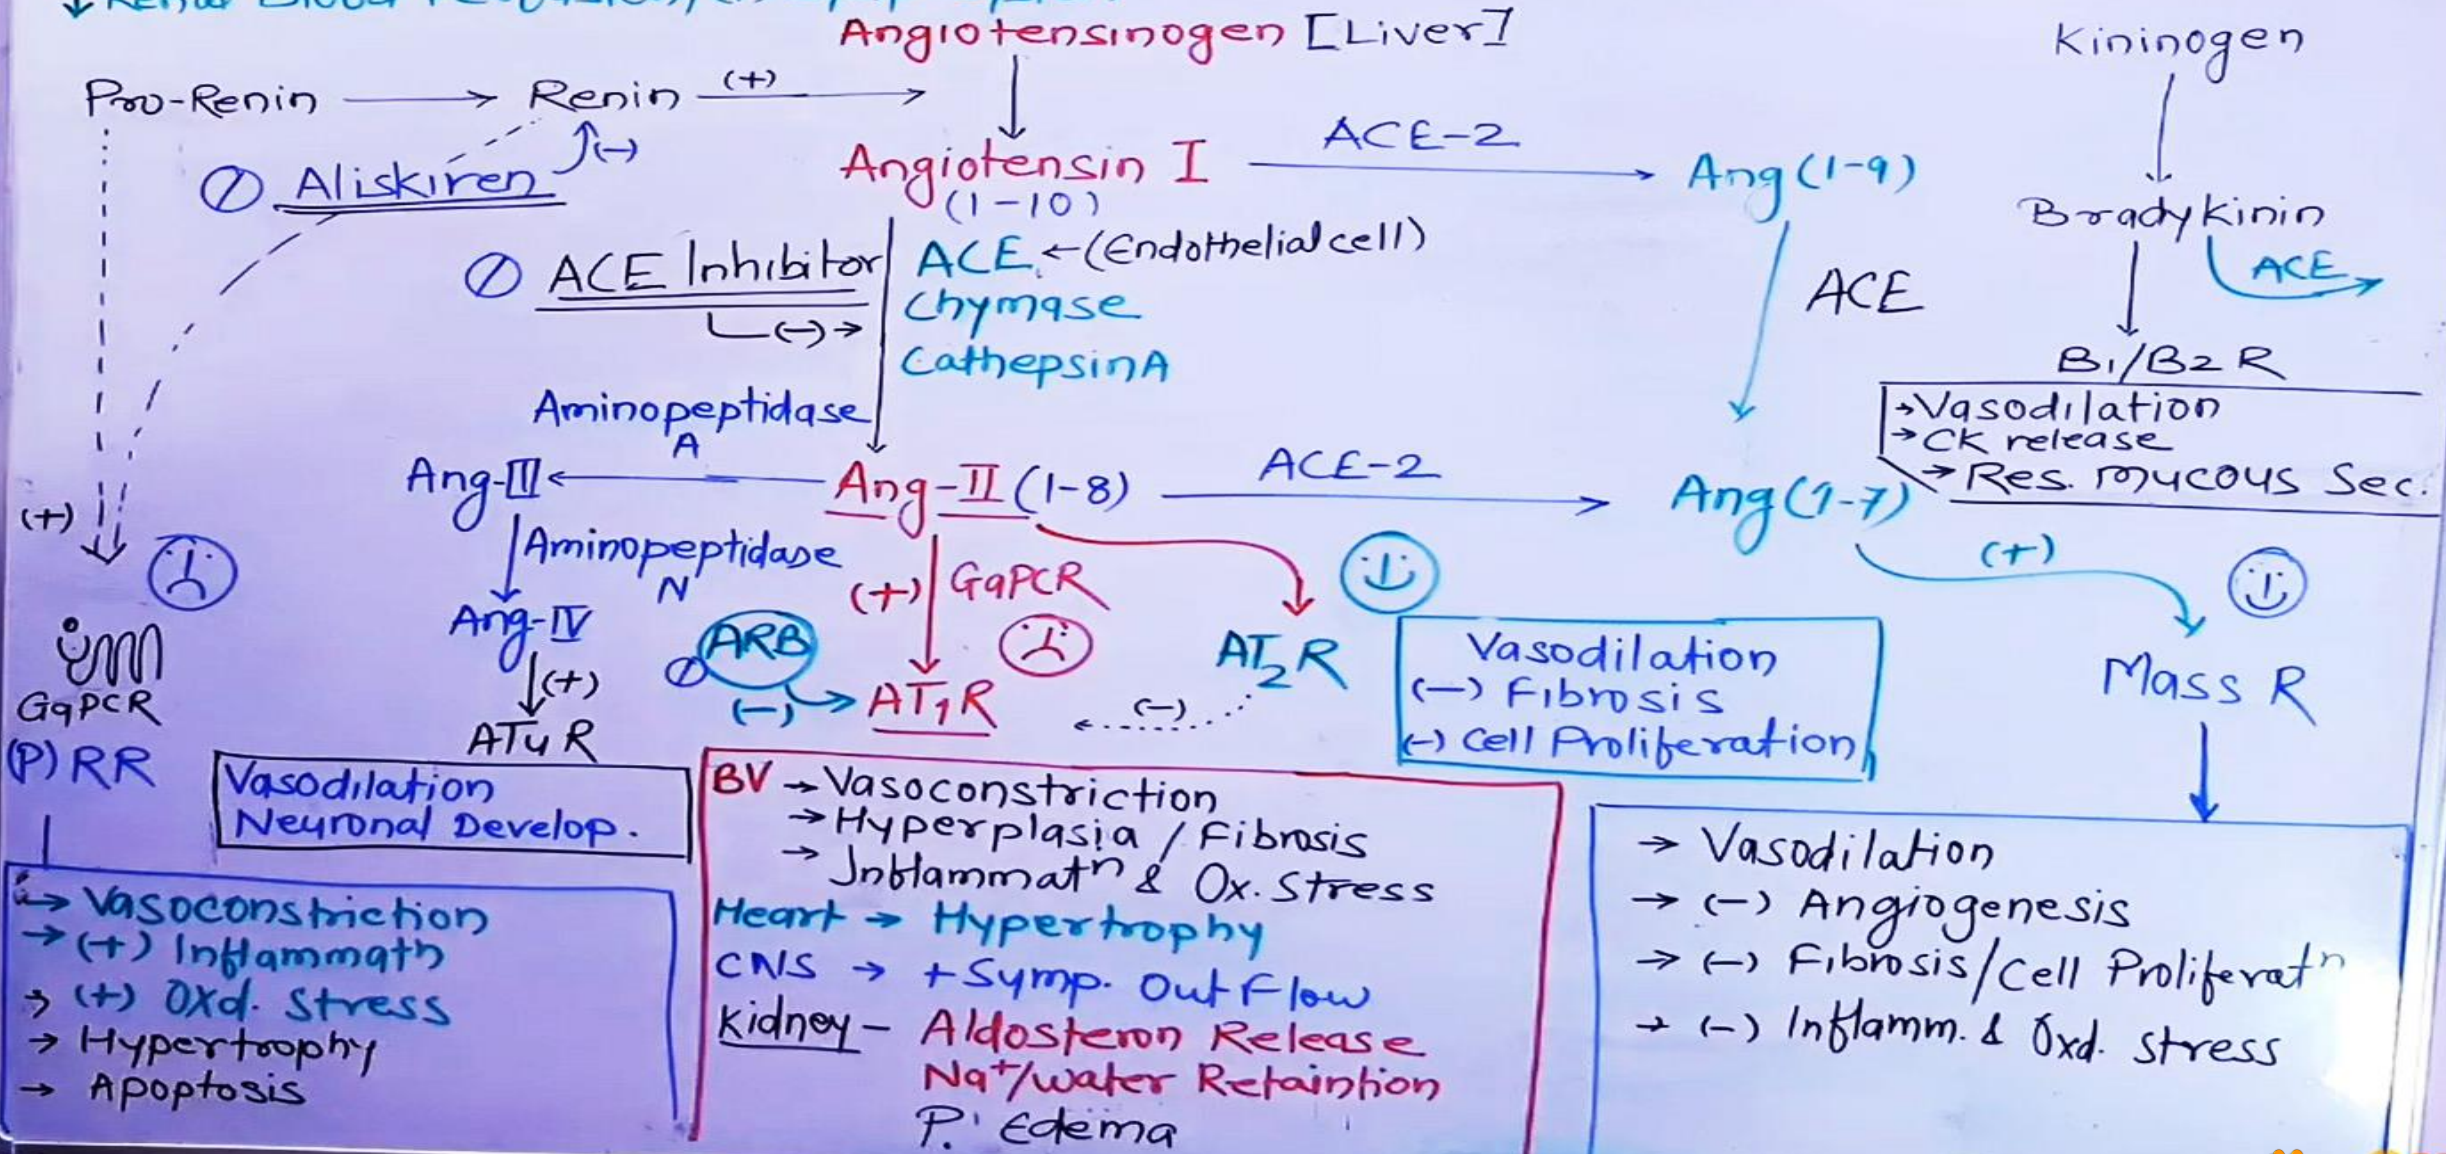 Angiotensinogen [Liver]
Kininogen
Pro-Renin
Renin
(+)
(-)
ACE-2
Angiotensin I
(1-10)
Ang (1-9)
Aliskiren
Bradykinin
ACE Inhibitor
(-)
ACE ←(Endothelial cell)
Chymase
Cathepsin A
ACE
ACE
B1/B2 R
→Vasodilation
→CK release
→Res. mucous Sec.
Aminopeptidase
A
Ang-III
Ang-II (1-8)
ACE-2
Ang (1-7)
(+)
Aminopeptidase
N
(+)
GqPCR
(+)
Ang-IV
(+)
ARB
(-)
AT1R
(-)
AT2R
Vasodilation
(-) Fibrosis
(-) Cell Proliferation
Mass R
GqPCR
(P)RR
AT4 R
Vasodilation
Neuronal Develop.
BV → Vasoconstriction
→ Hyperplasia / Fibrosis
→ Inflammatn & Ox. Stress
Heart → Hypertrophy
CNS → + Symp. OutFlow
Kidney - Aldosteron Release
Na+/water Retaintion
P. Edema
→ Vasoconstriction
→ (+) Inflammatn
→ (+) Oxd. Stress
→ Hypertrophy
→ Apoptosis
→ Vasodilation
→ (-) Angiogenesis
→ (-) Fibrosis/Cell Proliferatn
→ (-) Inflamm. & Oxd. stress